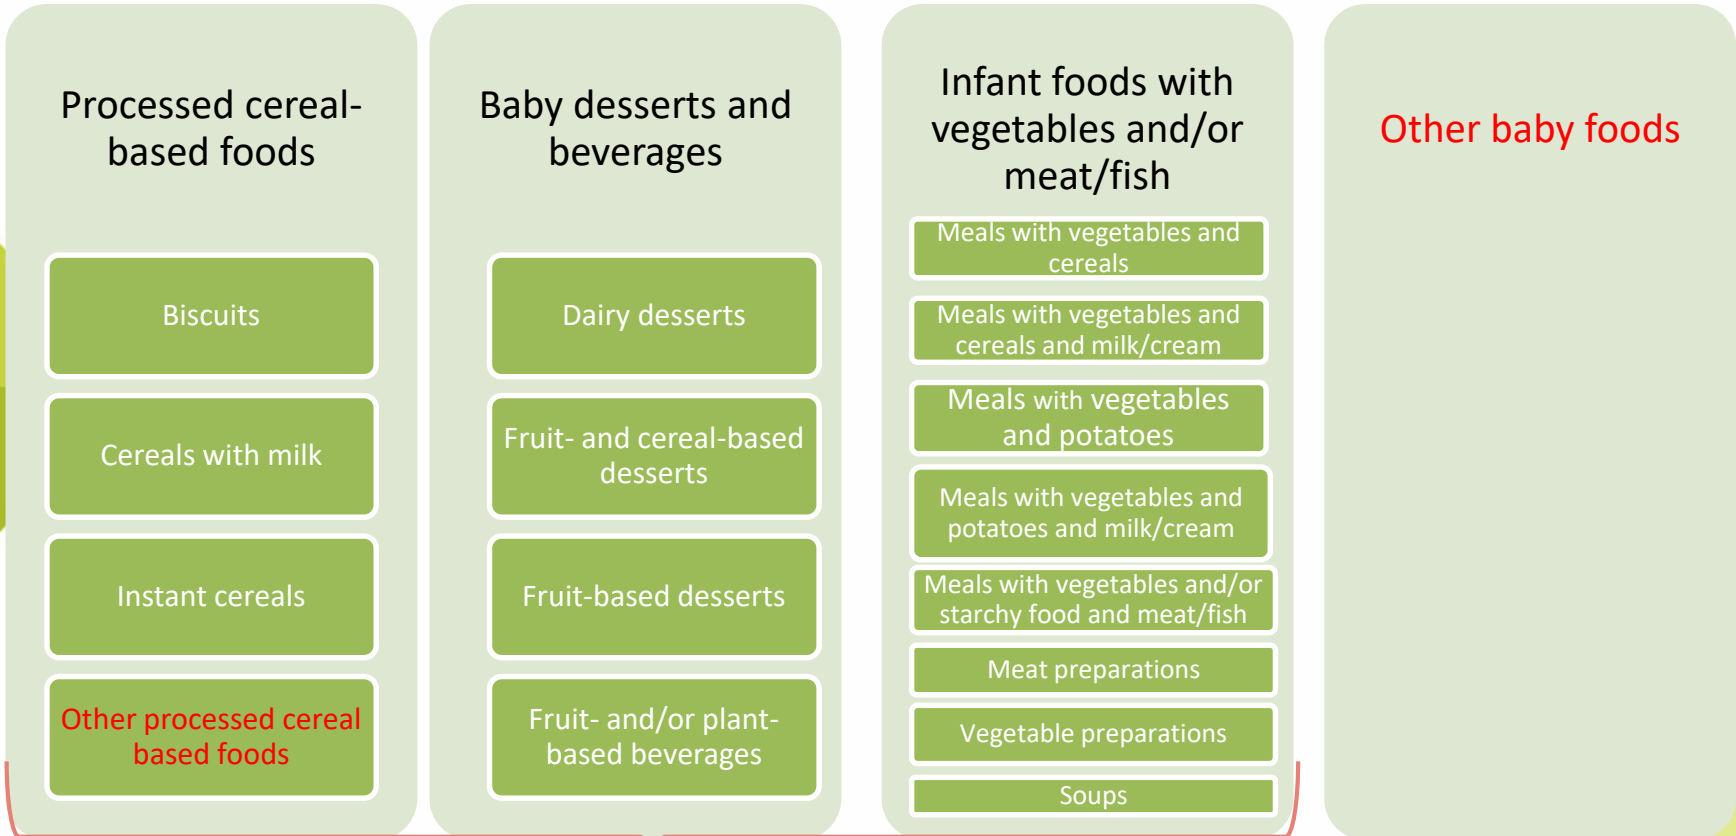 Processed cereal-
based foods
Biscuits
Cereals with milk
Instant cereals
Other processed cereal
based foods
Baby desserts and
beverages
Dairy desserts
Fruit- and cereal-based
desserts
Fruit-based desserts
Fruit- and/or plant-
based beverages
Infant foods with
vegetables and/or
meat/fish
Meals with vegetables and
cereals
Meals with vegetables and
cereals and milk/cream
Meals with vegetables
and potatoes
Meals with vegetables and
potatoes and milk/cream
Meals with vegetables and/or
starchy food and meat/fish
Meat preparations
Vegetable preparations
Soups
Other baby foods